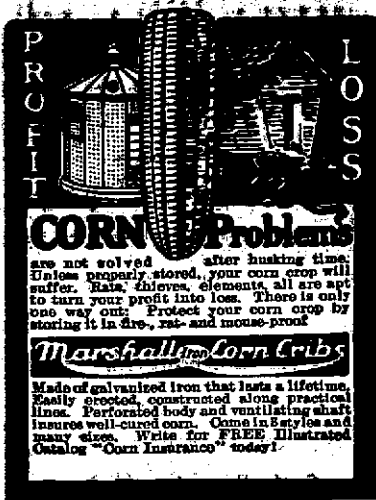 PROFIT
LOSS
CORN Problems
are not solved after husking time.
Unless properly stored, your corn crop will
suffer. Rats, thieves, elements, all are apt
to turn your profit into loss. There is only
one way out: Protect your corn crop by
storing it in fire-, rat- and mouse-proof
Marshall Iron Corn Cribs
Made of galvanized iron that lasts a lifetime.
Easily erected, constructed along practical
lines. Perforated body and ventilating shaft
insures well-cured corn. Come in 3 styles and
many sizes. Write for FREE Illustrated
Catalog "Corn Insurance" today!